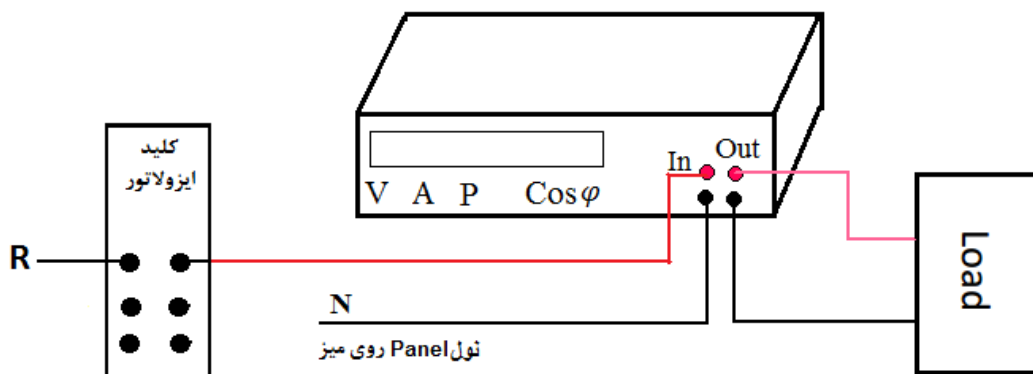 کلید
ایزولاتور
In Out
V A P Cosφ
R
N
نول Panel روی میز
Load